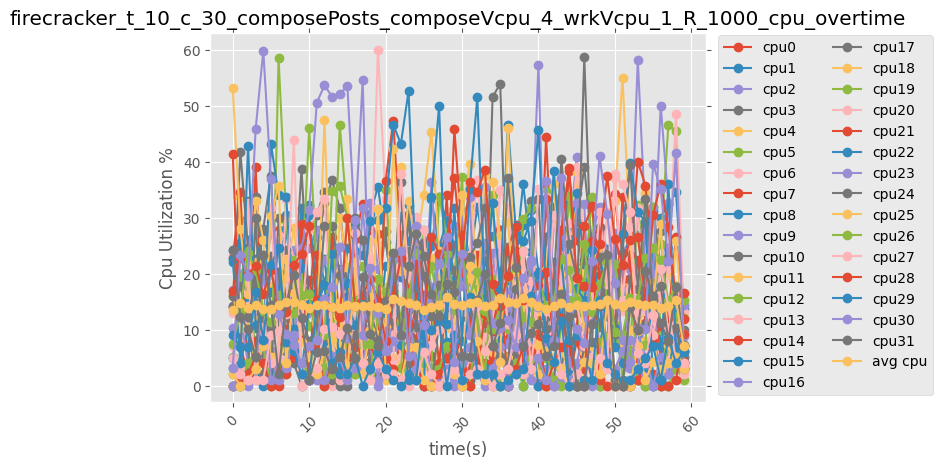 firecracker_t_10_c_30_composePosts_composeVcpu_4_wrkVcpu_1_R_1000_cpu_overtime
Cpu Utilization %
60
50
40
30
20
10
0
0
10
20
30
40
50
60
time(s)
cpu0
cpu1
cpu2
cpu3
cpu4
cpu5
cpu6
cpu7
cpu8
cpu9
cpu10
cpu11
cpu12
cpu13
cpu14
cpu15
cpu16
cpu17
cpu18
cpu19
cpu20
cpu21
cpu22
cpu23
cpu24
cpu25
cpu26
cpu27
cpu28
cpu29
cpu30
cpu31
avg cpu